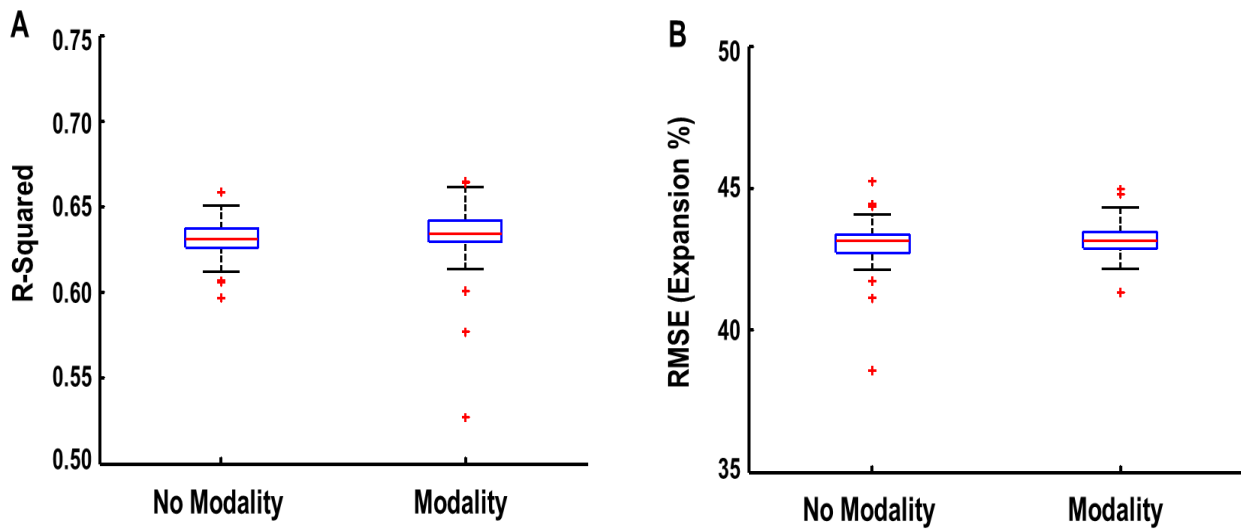 A
0.75
0.70
0.65
0.60
0.55
0.50
R-Squared
No Modality
Modality
B
50
45
40
35
RMSE (Expansion %)
No Modality
Modality